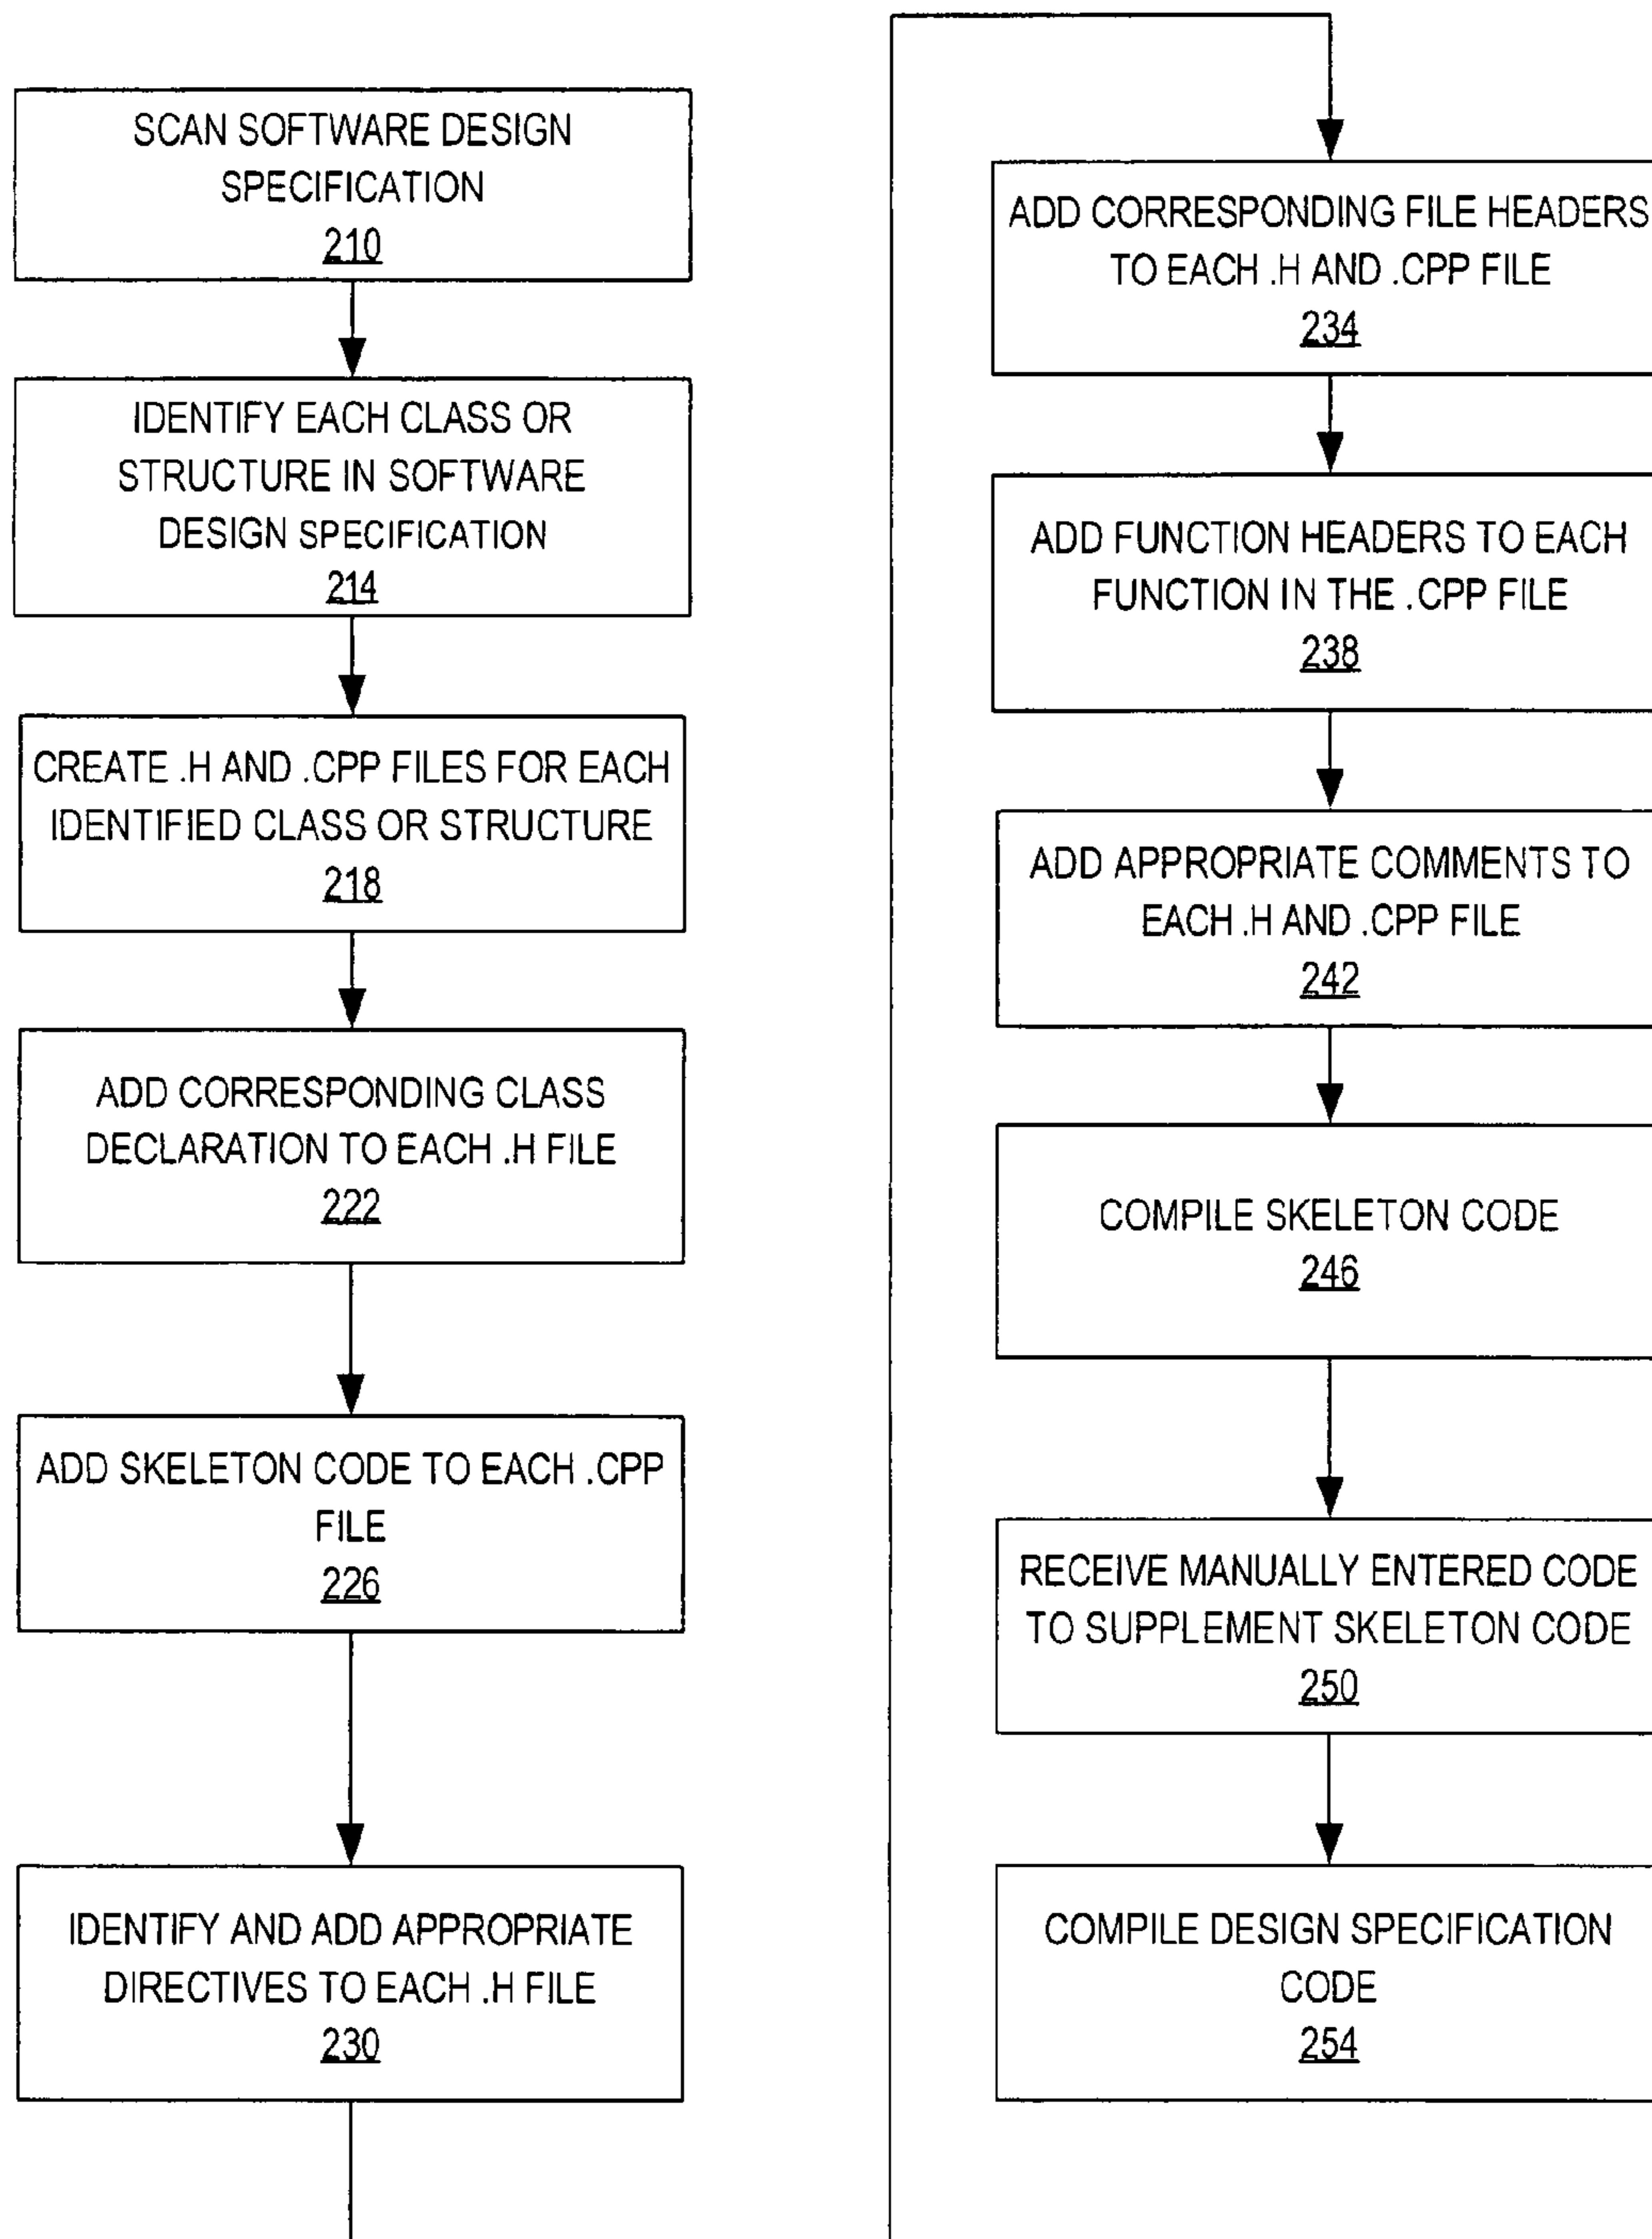 SCAN SOFTWARE DESIGN
SPECIFICATION
210
IDENTIFY EACH CLASS OR
STRUCTURE IN SOFTWARE
DESIGN SPECIFICATION
214
CREATE .H AND .CPP FILES FOR EACH
IDENTIFIED CLASS OR STRUCTURE
218
ADD CORRESPONDING CLASS
DECLARATION TO EACH .H FILE
222
ADD SKELETON CODE TO EACH .CPP
FILE
226
IDENTIFY AND ADD APPROPRIATE
DIRECTIVES TO EACH .H FILE
230
ADD CORRESPONDING FILE HEADERS
TO EACH .H AND .CPP FILE
234
ADD FUNCTION HEADERS TO EACH
FUNCTION IN THE .CPP FILE
238
ADD APPROPRIATE COMMENTS TO
EACH .H AND .CPP FILE
242
COMPILE SKELETON CODE
246
RECEIVE MANUALLY ENTERED CODE
TO SUPPLEMENT SKELETON CODE
250
COMPILE DESIGN SPECIFICATION
CODE
254